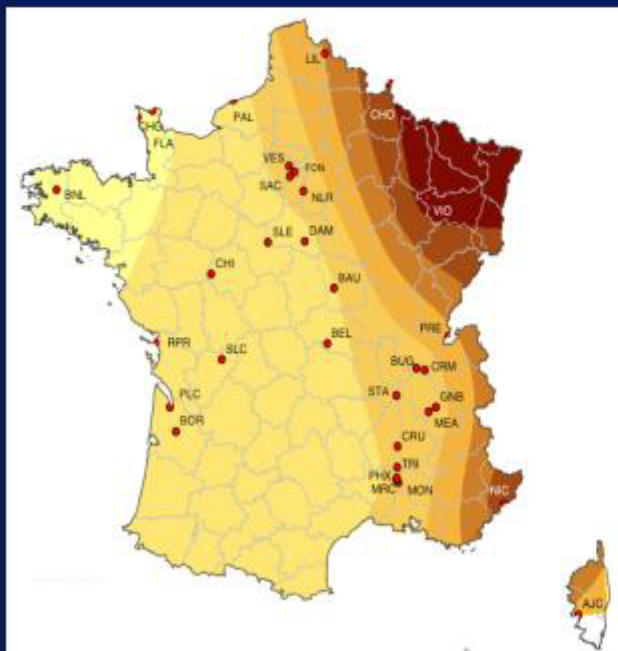 LIL
CHO
CHG
PAL
FLA
VES
FON
SAC
NLR
BNL
VIO
SLE
DAM
CHI
BAU
PRE
RPR
SLC
BEL
BUG
CRM
STA
PLC
GNB
MEA
BOR
CRU
TRI
PHX
MRC
MON
NIC
AJC